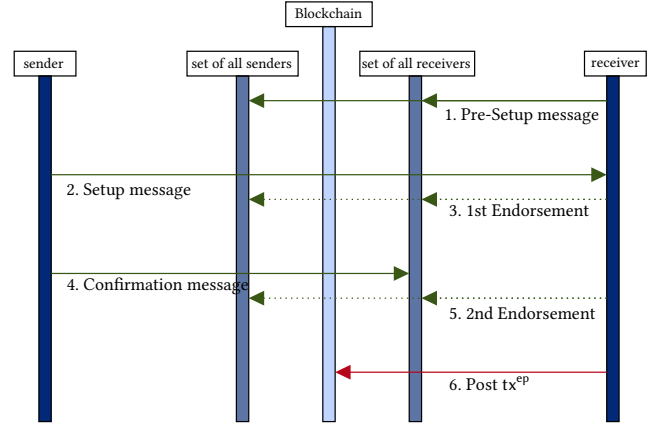 Blockchain
sender
set of all senders
set of all receivers
receiver
1. Pre-Setup message
2. Setup message
3. 1st Endorsement
4. Confirmation message
5. 2nd Endorsement
6. Post tx^ep